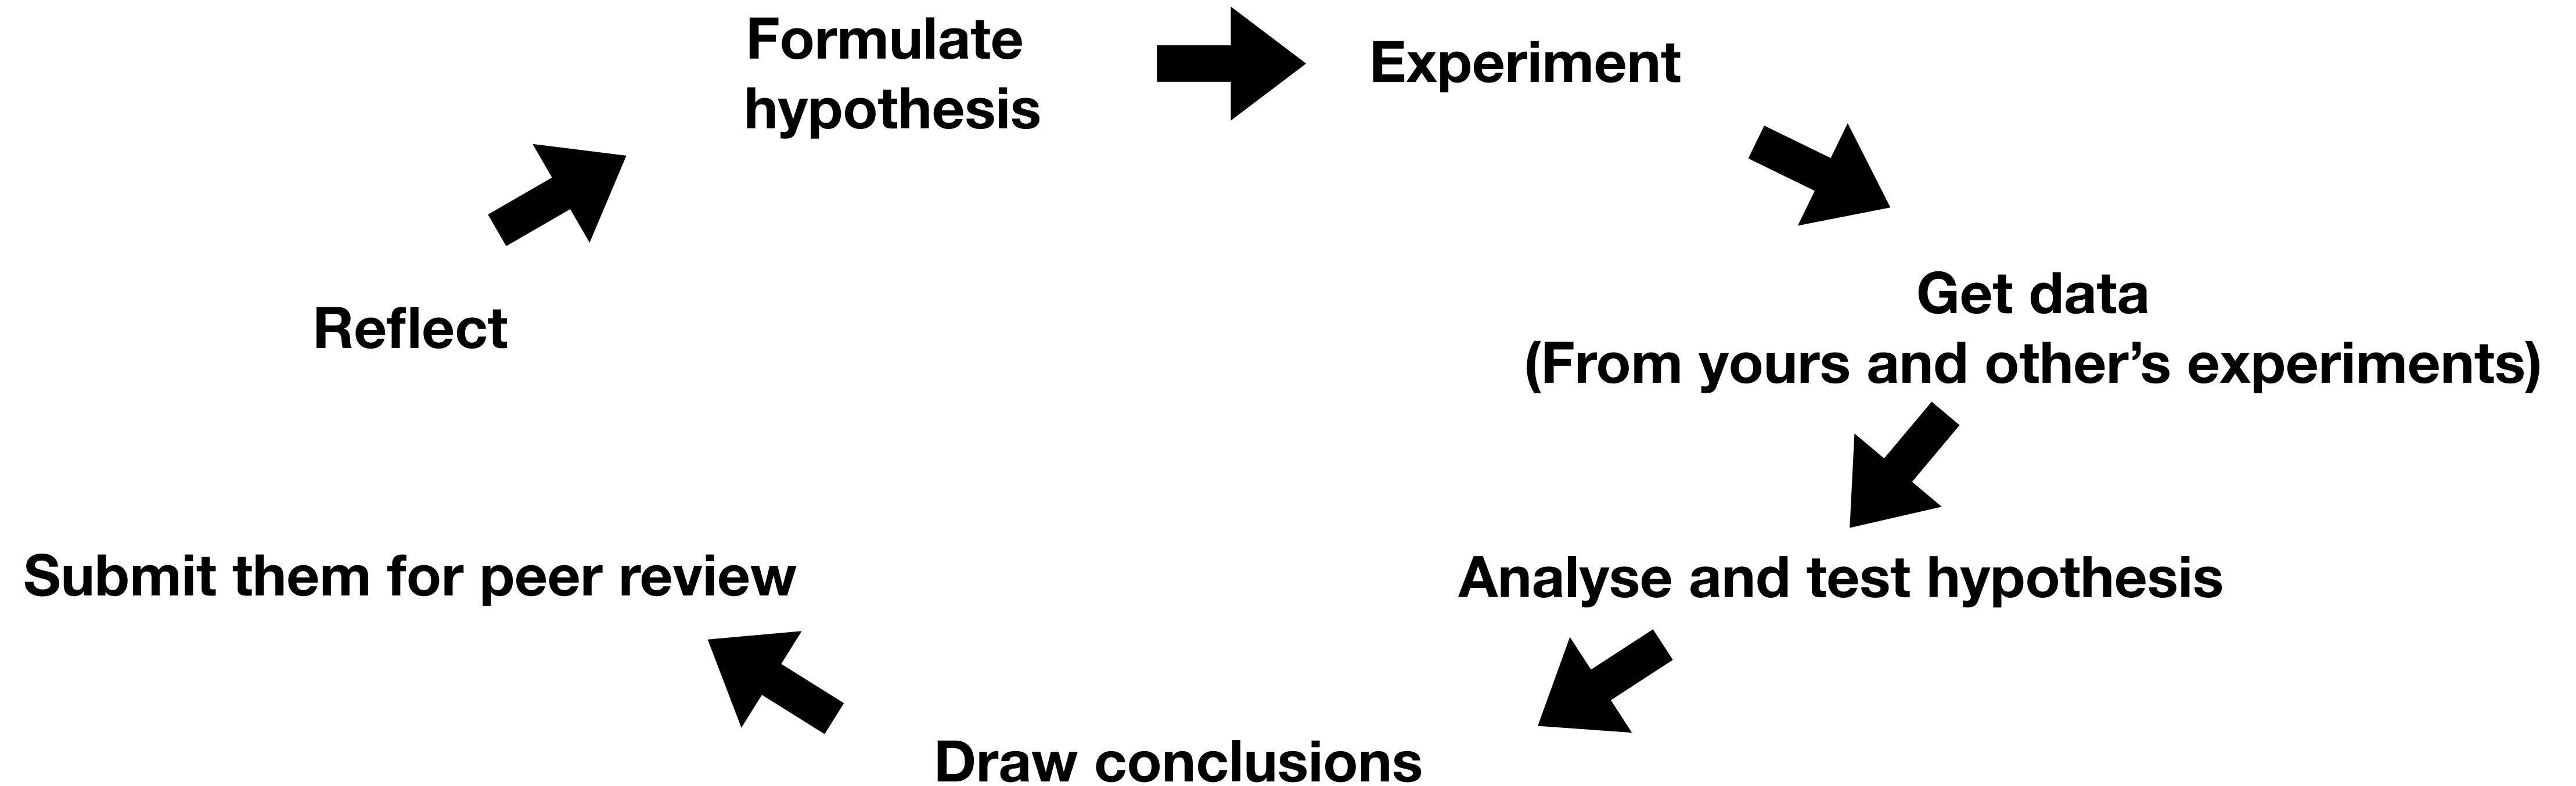 Formulate
hypothesis
Experiment
Get data
(From yours and other’s experiments)
Analyse and test hypothesis
Draw conclusions
Submit them for peer review
Reflect